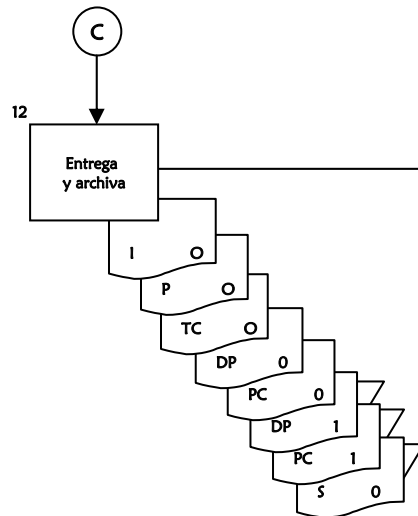 C
12
Entrega
y archiva
I O
P O
TC O
DP 0
PC 0
DP 1
PC 1
S 0